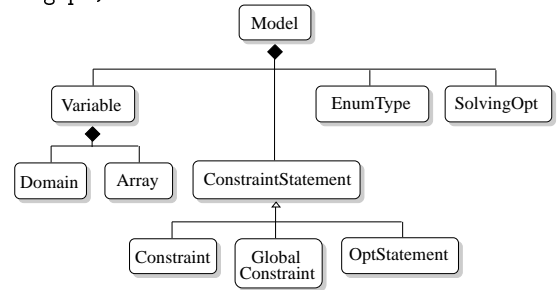 Model
Variable
EnumType
SolvingOpt
Domain
Array
ConstraintStatement
Constraint
Global
Constraint
OptStatement